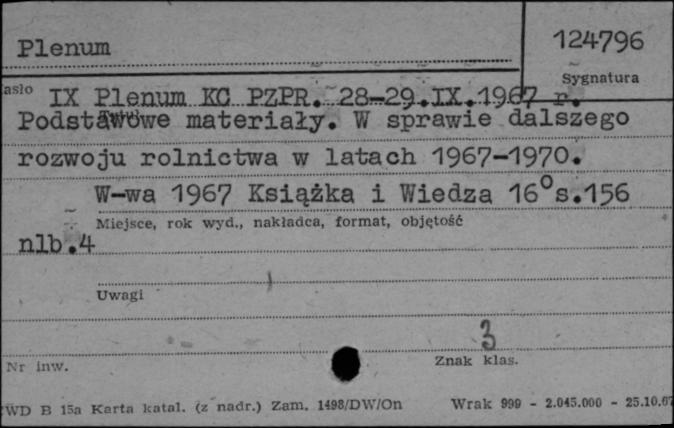 Plenum
124796
Sygnatura
asło
IX Plenum KC PZPR. 28-29.IX.1967 r.
Tytuł
Podstawowe materiały. W sprawie dalszego
rozwoju rolnictwa w latach 1967-1970.
W-wa 1967 Książka i Wiedza 16°s.156
Miejsce, rok wyd., nakładca, format, objętość
nlb.4
Uwagi
3
Nr inw.
Znak klas.
WD B 15a Karta katal. (z nadr.) Zam. 1498/DW/On Wrak 999 - 2.045.000 - 25.10.67